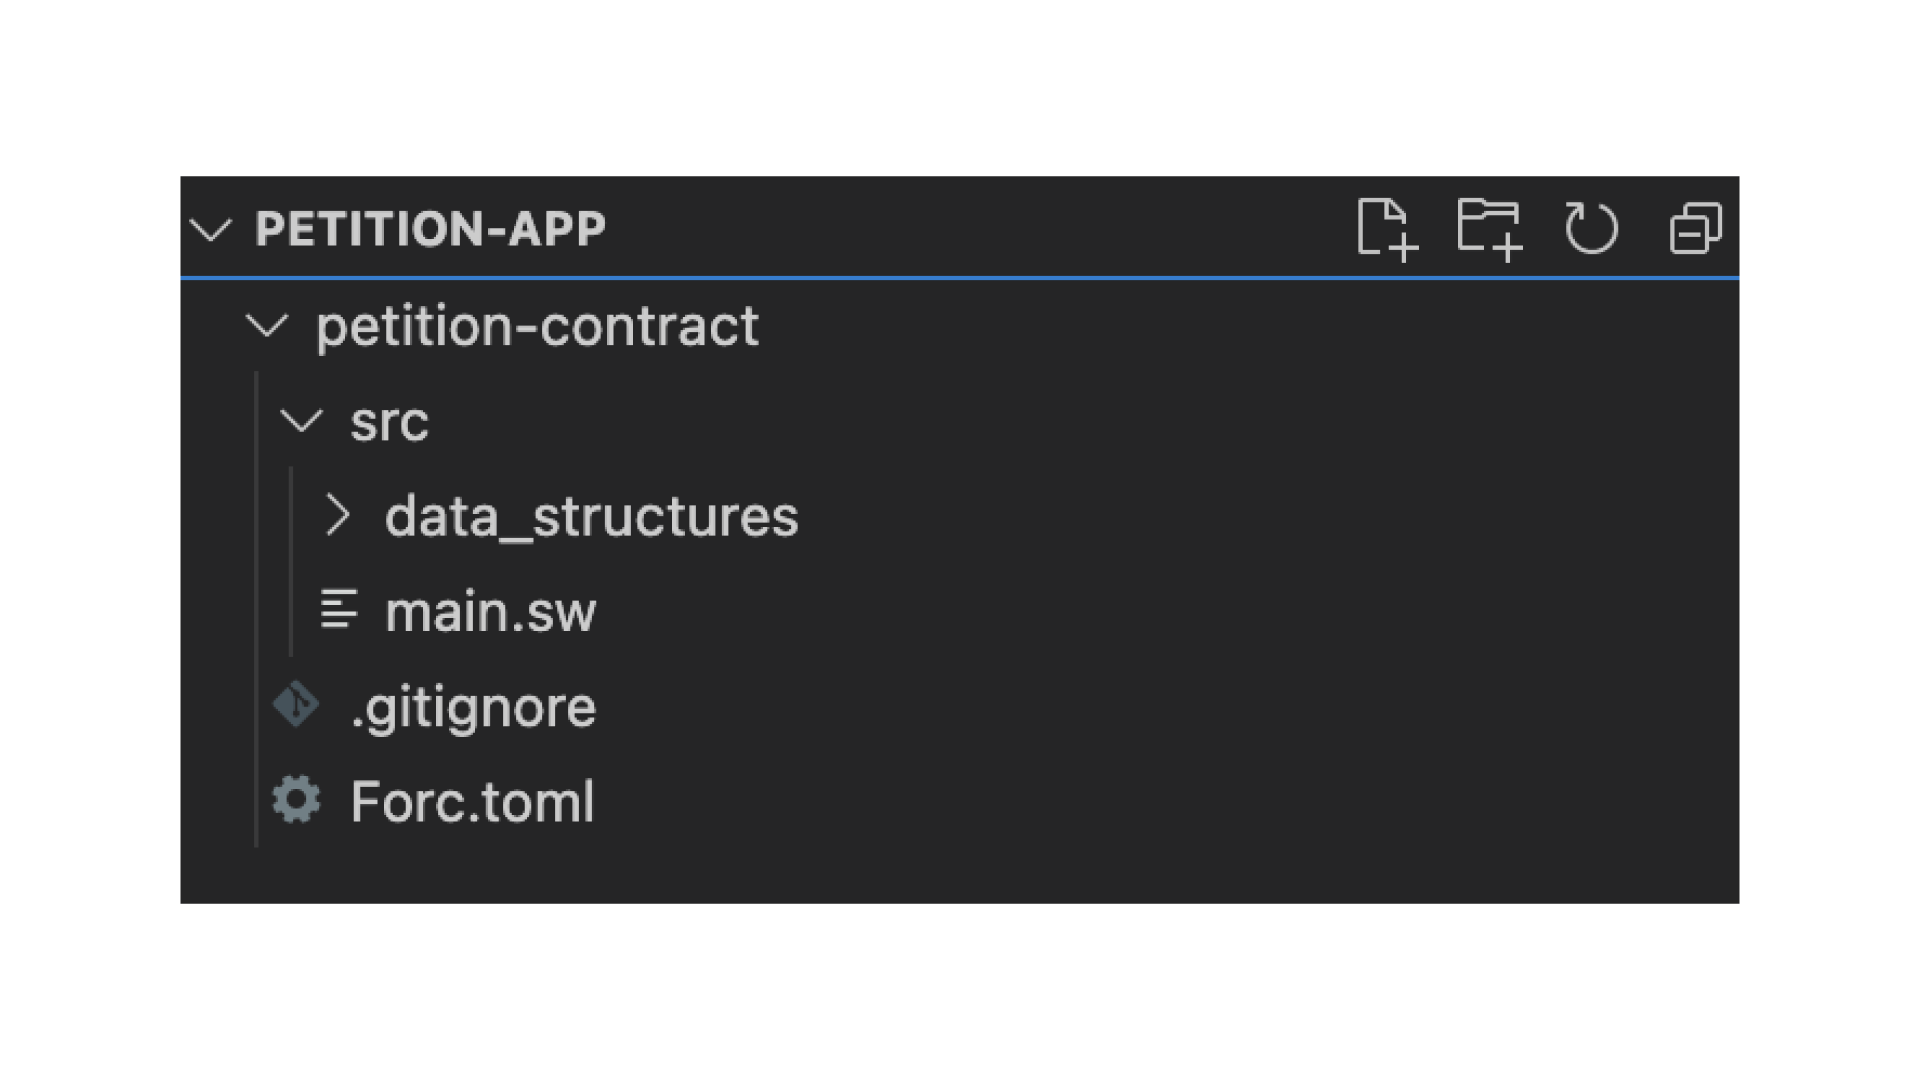 PETITION-APP
petition-contract
src
data_structures
main.sw
.gitignore
Forc.toml